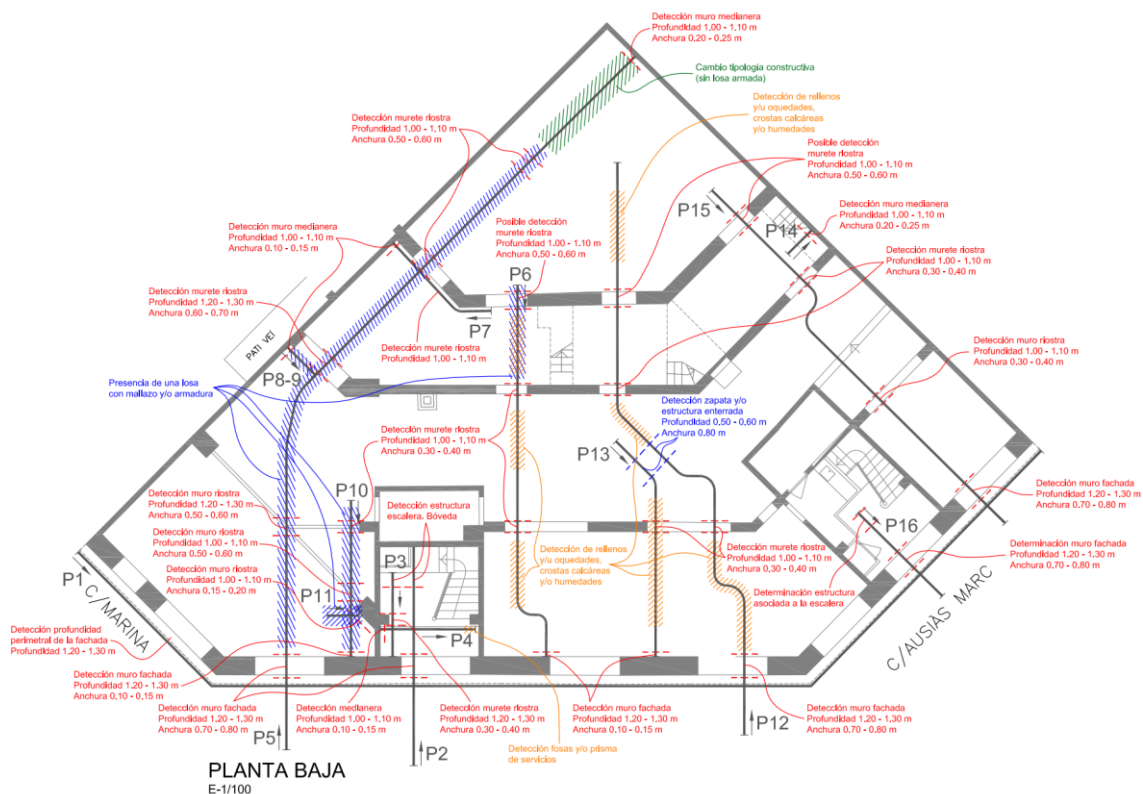 Detección muro medianera
Profundidad 1,00 - 1,10 m
Anchura 0,20 - 0,25 m
Cambio tipología constructiva
(sin losa armada)
Detección de rellenos
y/u oquedades,
crostas calcáreas
y/o humedades
Detección murete riostra
Profundidad 1,00 - 1,10 m
Anchura 0,50 - 0,60 m
Posible detección
murete riostra
Profundidad 1,00 - 1,10 m
Anchura 0,50 - 0,60 m
P15
Detección muro medianera
Profundidad 1,00 - 1,10 m
Anchura 0,20 - 0,25 m
P14
Detección muro medianera
Profundidad 1,00 - 1,10 m
Anchura 0,10 - 0,15 m
Posible detección
murete riostra
Profundidad 1,00 - 1,10 m
Anchura 0,50 - 0,60 m
P6
Detección murete riostra
Profundidad 1,00 - 1,10 m
Anchura 0,30 - 0,40 m
Detección murete riostra
Profundidad 1,20 - 1,30 m
Anchura 0,60 - 0,70 m
P7
PATI VEÍ
Detección murete riostra
Profundidad 1,00 - 1,10 m
Detección muro riostra
Profundidad 1,00 - 1,10 m
Anchura 0,30 - 0,40 m
P8-9
Presencia de una losa
con mallazo y/o armadura
Detección zapata y/o
estructura enterrada
Profundidad 0,50 - 0,60 m
Anchura 0,80 m
Detección murete riostra
Profundidad 1,00 - 1,10 m
Anchura 0,30 - 0,40 m
P13
Detección muro riostra
Profundidad 1,20 - 1,30 m
Anchura 0,50 - 0,60 m
P10
Detección estructura
escalera. Bóveda
Detección muro fachada
Profundidad 1,20 - 1,30 m
Anchura 0,70 - 0,80 m
P16
Detección muro riostra
Profundidad 1,00 - 1,10 m
Anchura 0,50 - 0,60 m
P3
Detección de rellenos
y/u oquedades,
crostas calcáreas
y/o humedades
Detección murete riostra
Profundidad 1,00 - 1,10 m
Anchura 0,30 - 0,40 m
Determinación muro fachada
Profundidad 1,20 - 1,30 m
Anchura 0,70 - 0,80 m
P1
C/MARINA
Detección muro riostra
Profundidad 1,00 - 1,10 m
Anchura 0,15 - 0,20 m
P11
Determinación estructura
asociada a la escalera
P4
C/AUSIÀS MARC
Detección profundidad
perimetral de la fachada
Profundidad 1,20 - 1,30 m
Detección muro fachada
Profundidad 1,20 - 1,30 m
Anchura 0,10 - 0,15 m
Detección muro fachada
Profundidad 1,20 - 1,30 m
Anchura 0,70 - 0,80 m
Detección medianera
Profundidad 1,00 - 1,10 m
Anchura 0,10 - 0,15 m
Detección murete riostra
Profundidad 1,20 - 1,30 m
Anchura 0,30 - 0,40 m
Detección muro fachada
Profundidad 1,20 - 1,30 m
Anchura 0,10 - 0,15 m
P12
Detección muro fachada
Profundidad 1,20 - 1,30 m
Anchura 0,70 - 0,80 m
P5
P2
Detección fosas y/o prisma
de servicios
PLANTA BAJA
E-1/100